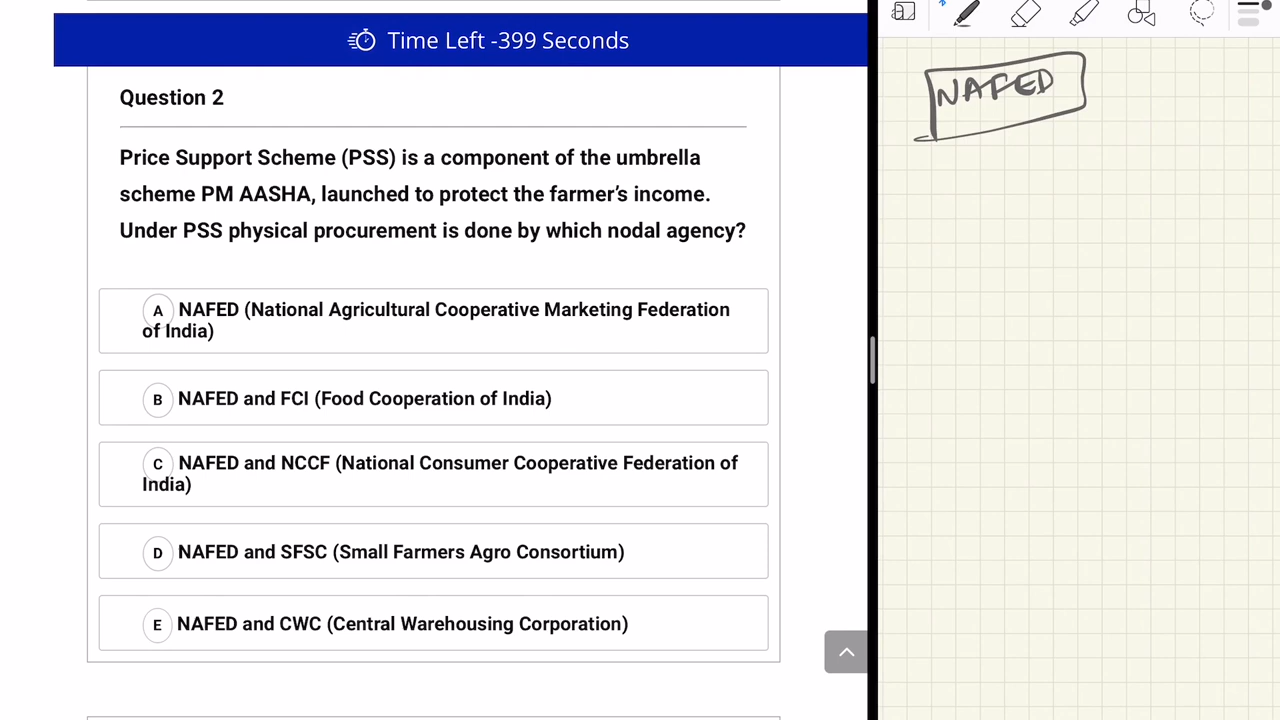 Time Left -399 Seconds
NAFED
Question 2
Price Support Scheme (PSS) is a component of the umbrella
scheme PM AASHA, launched to protect the farmer's income.
Under PSS physical procurement is done by which nodal agency?
A NAFED (National Agricultural Cooperative Marketing Federation
of India)
B NAFED and FCI (Food Cooperation of India)
C NAFED and NCCF (National Consumer Cooperative Federation of
India)
D NAFED and SFSC (Small Farmers Agro Consortium)
E NAFED and CWC (Central Warehousing Corporation)